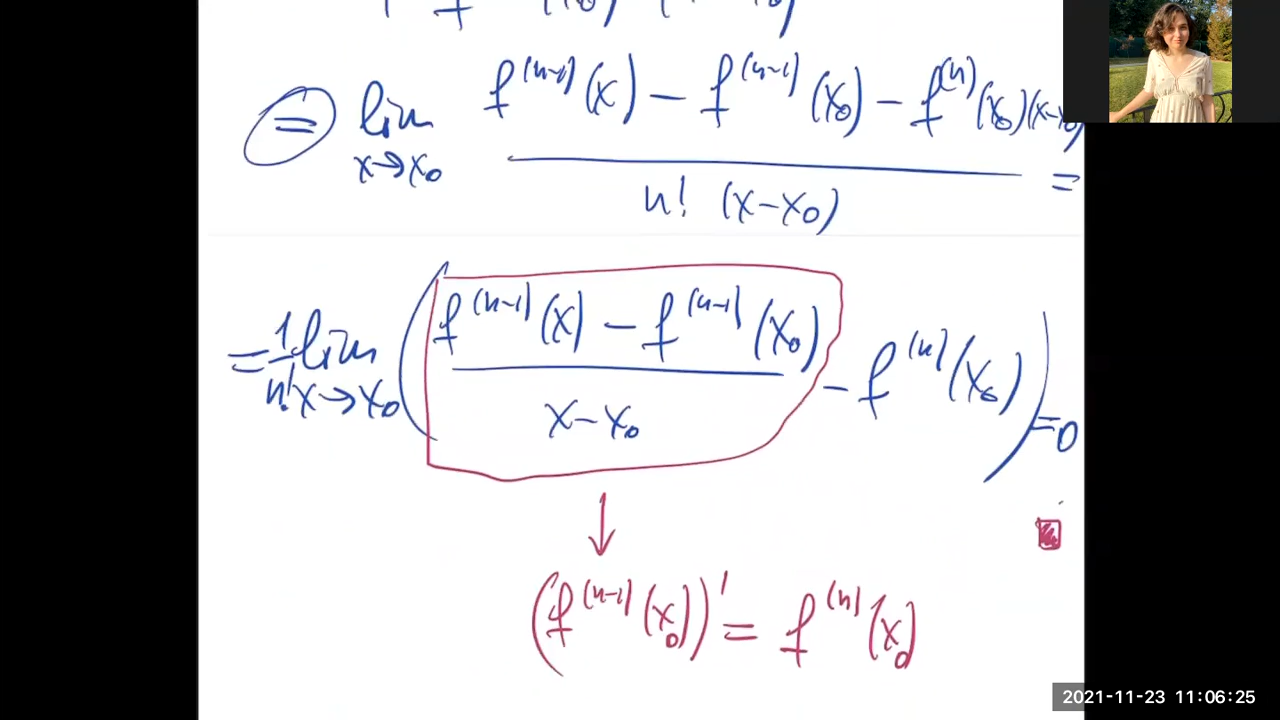 = lim x→x₀ (f^(n-1)(x) − f^(n-1)(x₀) − f^(n)(x₀)(x−x₀)) / (n! (x−x₀)) =
= 1/n! lim x→x₀ ( (f^(n-1)(x) − f^(n-1)(x₀)) / (x−x₀) − f^(n)(x₀) ) = 0
↓
(f^(n-1)(x₀))' = f^(n)(x₀)
2021-11-23 11:06:25